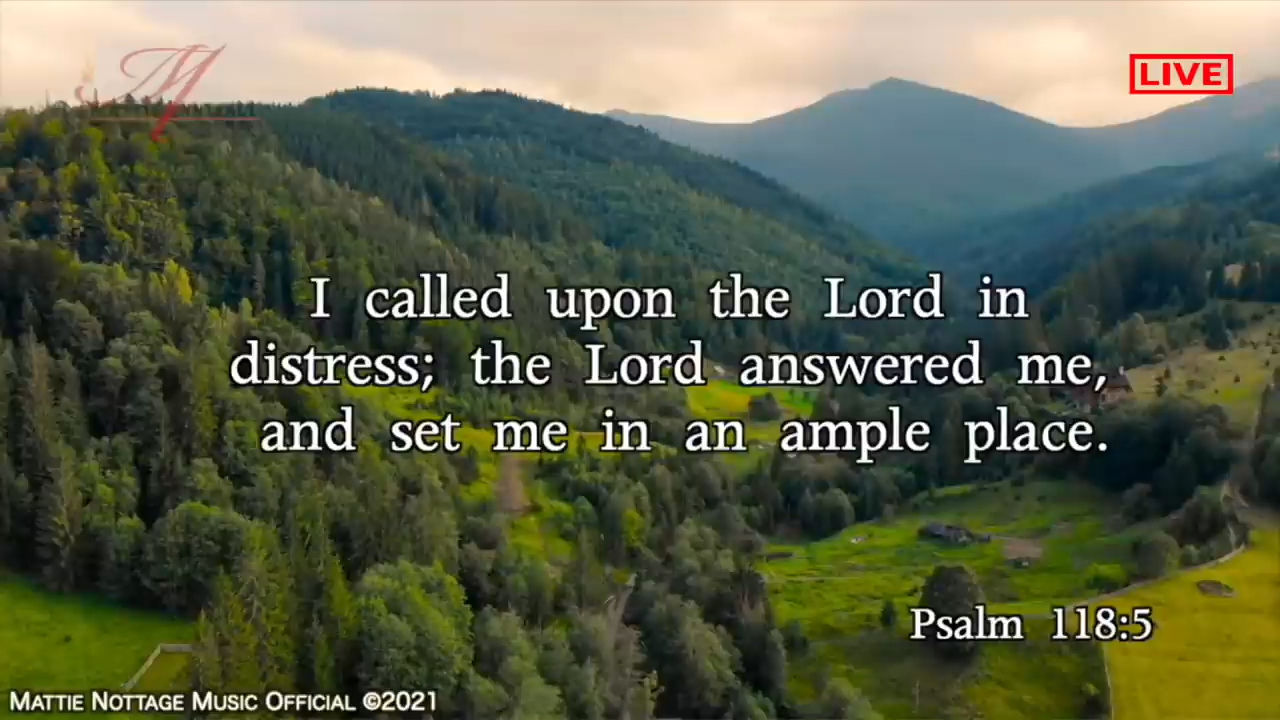 LIVE
I called upon the Lord in
distress; the Lord answered me,
and set me in an ample place.
Psalm 118:5
MATTIE NOTTAGE MUSIC OFFICIAL ©2021